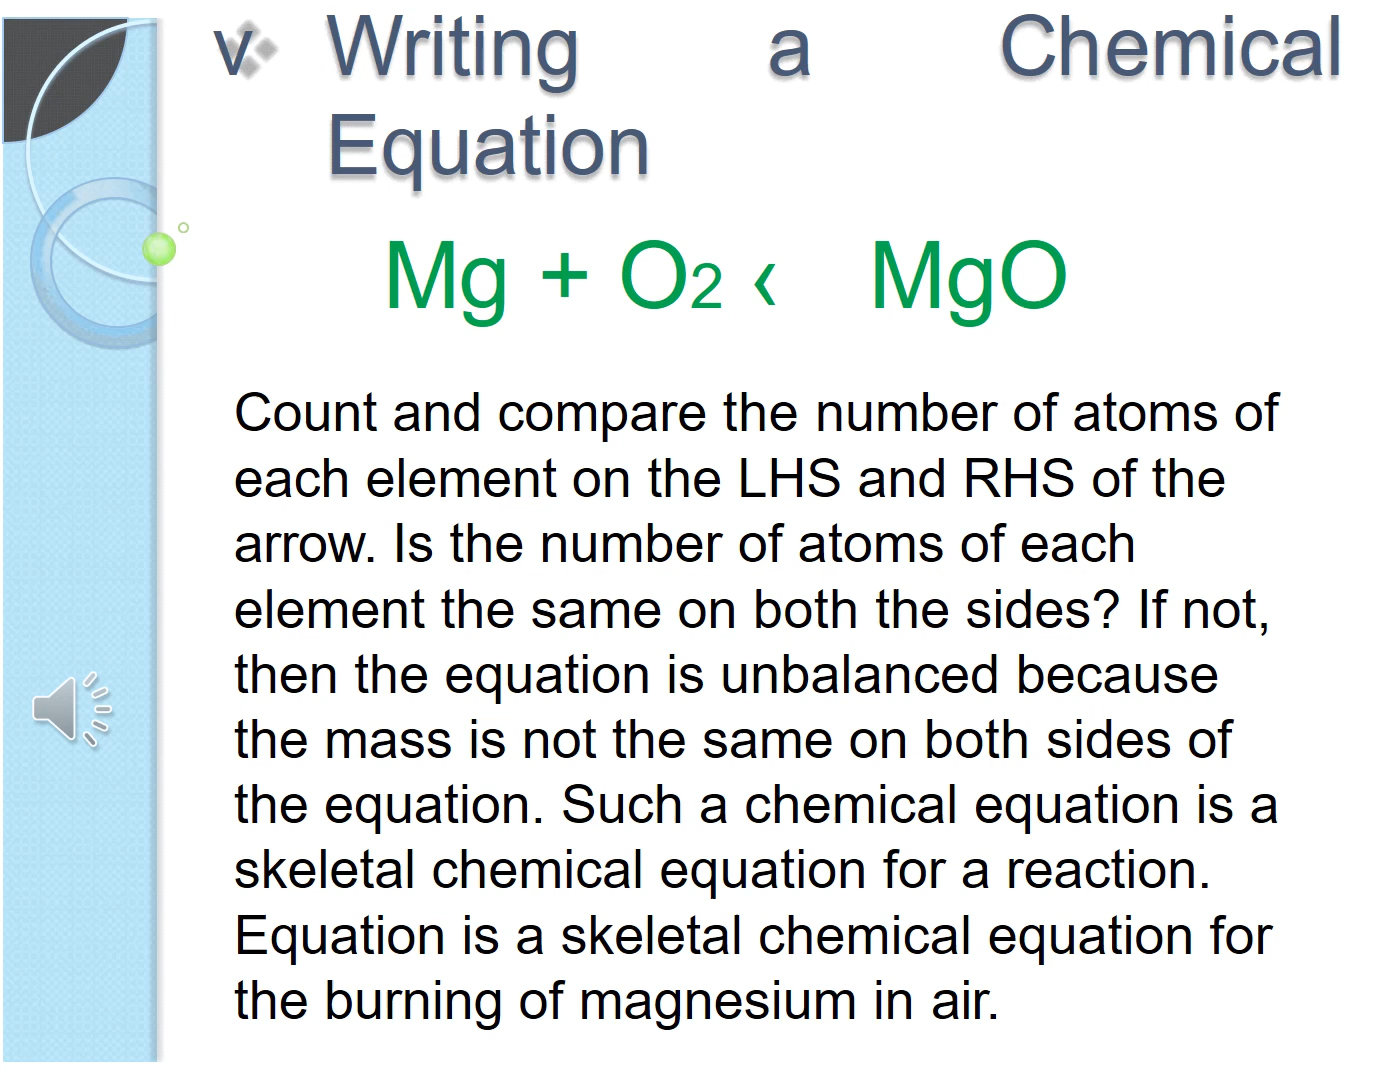 v Writing a Chemical
Equation
Mg + O2 ‹ MgO
Count and compare the number of atoms of
each element on the LHS and RHS of the
arrow. Is the number of atoms of each
element the same on both the sides? If not,
then the equation is unbalanced because
the mass is not the same on both sides of
the equation. Such a chemical equation is a
skeletal chemical equation for a reaction.
Equation is a skeletal chemical equation for
the burning of magnesium in air.